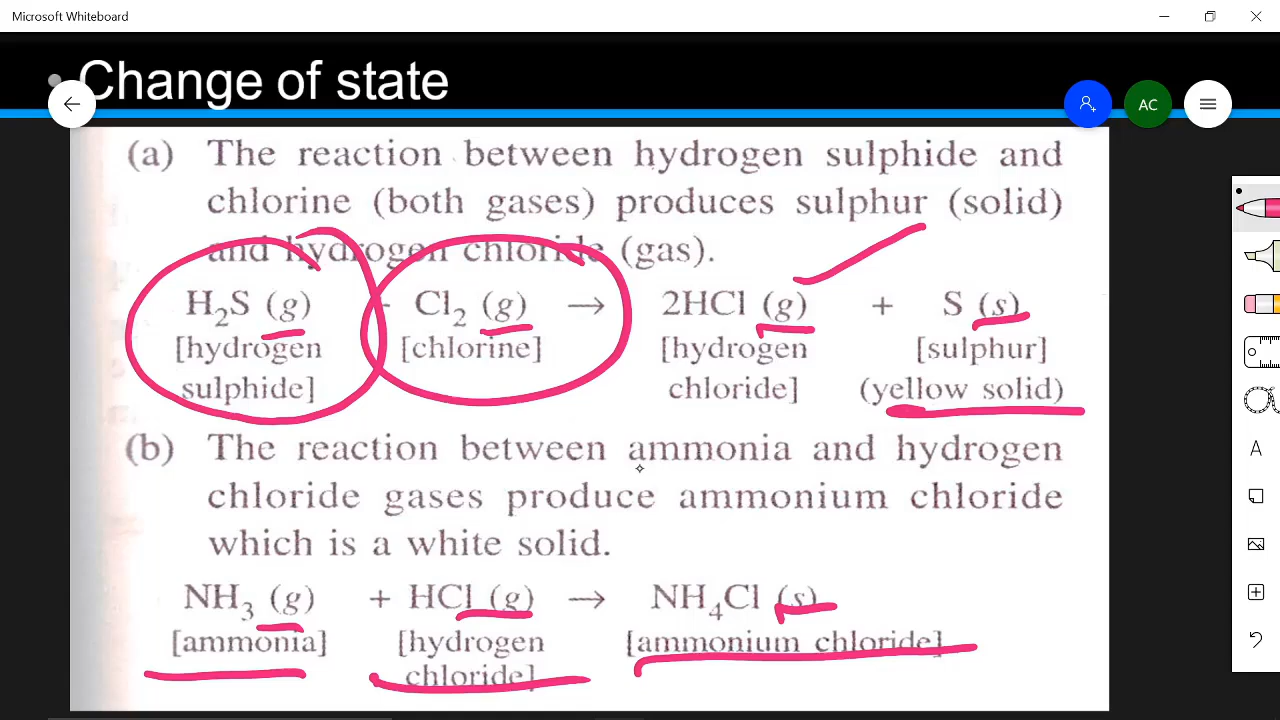 Microsoft Whiteboard
• Change of state
AC
(a) The reaction between hydrogen sulphide and
chlorine (both gases) produces sulphur (solid)
and hydrogen chloride (gas).
H₂S (g) + Cl₂ (g) → 2HCl (g) + S (s)
[hydrogen [chlorine] [hydrogen [sulphur]
sulphide] chloride] (yellow solid)
(b) The reaction between ammonia and hydrogen
chloride gases produce ammonium chloride
which is a white solid.
NH₃ (g) + HCl (g) → NH₄Cl (s)
[ammonia] [hydrogen [ammonium chloride]
chloride]
A